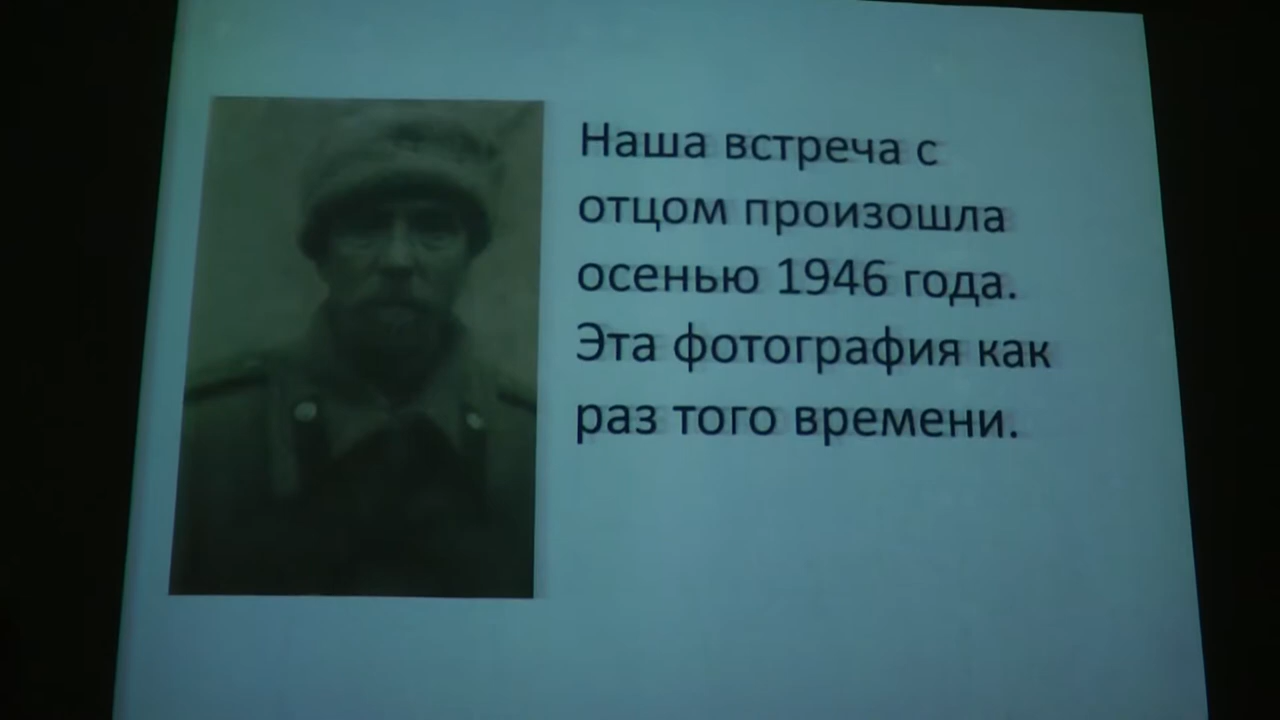 Наша встреча с
отцом произошла
осенью 1946 года.
Эта фотография как
раз того времени.